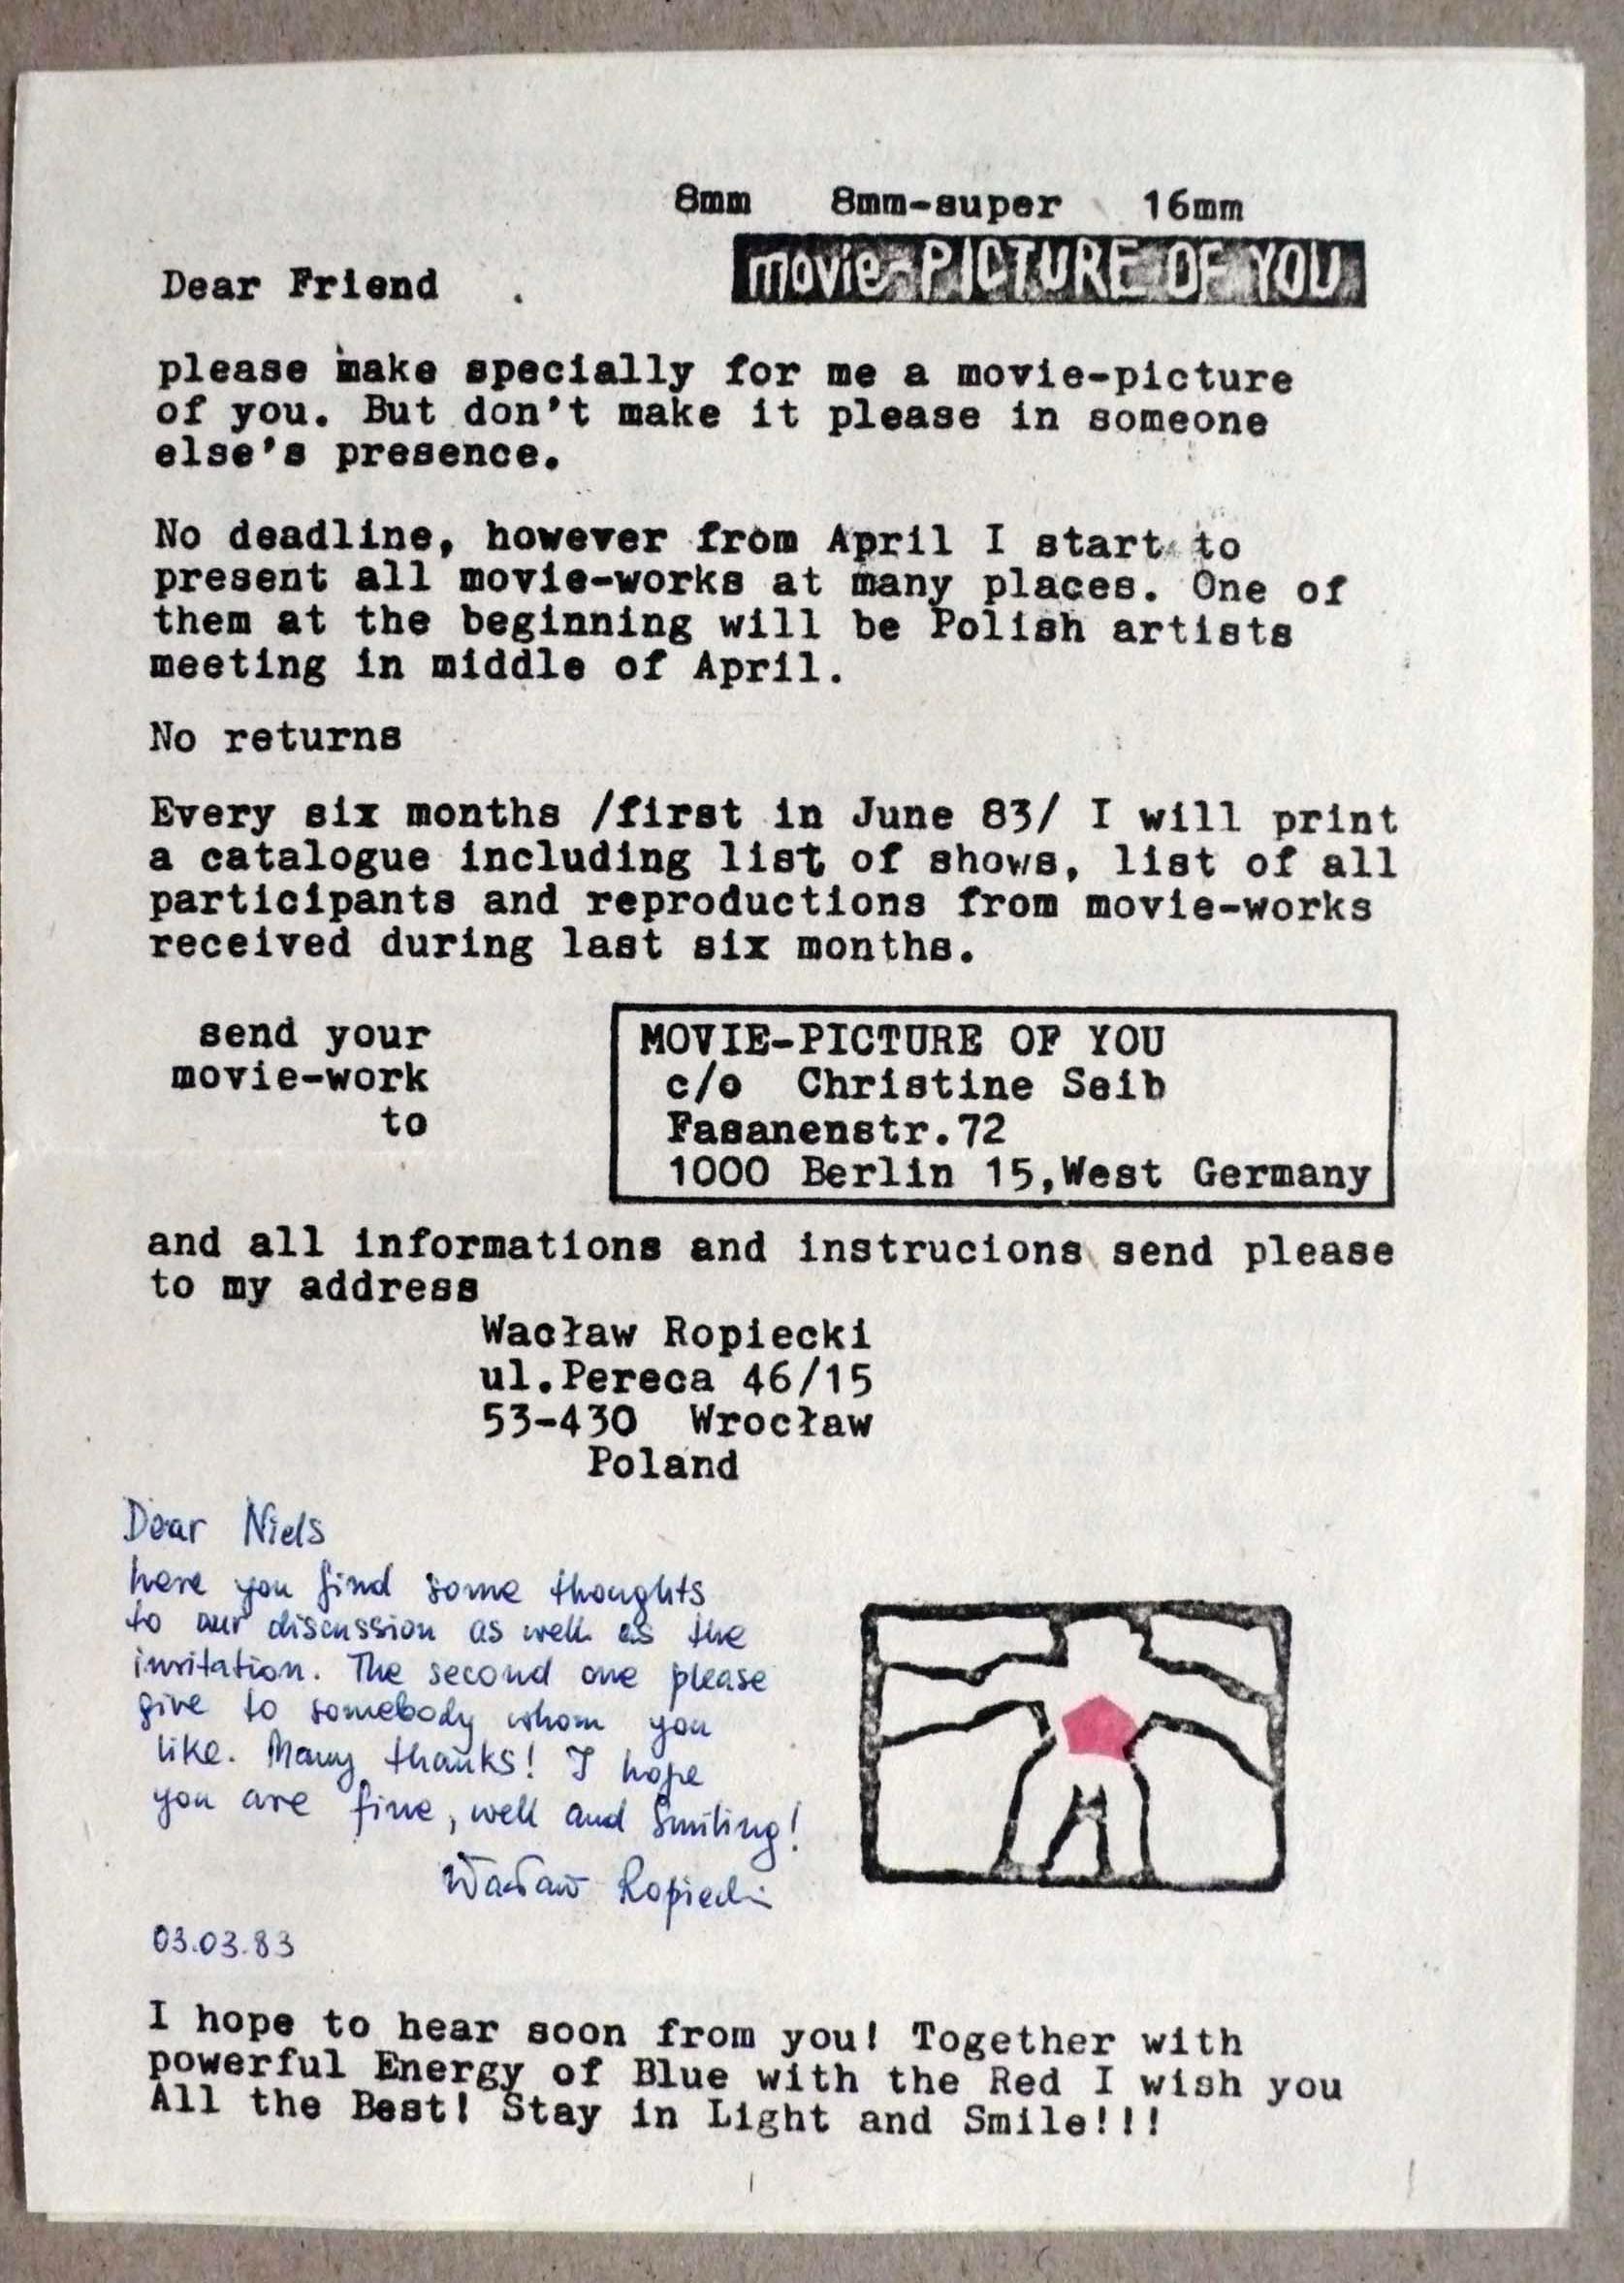 8mm 8mm-super 16mm
movie-PICTURE OF YOU
Dear Friend
please make specially for me a movie-picture
of you. But don't make it please in someone
else's presence.
No deadline, however from April I start to
present all movie-works at many places. One of
them at the beginning will be Polish artists
meeting in middle of April.
No returns
Every six months /first in June 83/ I will print
a catalogue including list of shows, list of all
participants and reproductions from movie-works
received during last six months.
send your
movie-work
to
MOVIE-PICTURE OF YOU
c/o Christine Seib
Fasanenstr.72
1000 Berlin 15,West Germany
and all informations and instrucions send please
to my address
Wacław Ropiecki
ul.Pereca 46/15
53-430 Wrocław
Poland
Dear Niels
here you find some thoughts
to our discussion as well as the
invitation. The second one please
give to somebody whom you
like. Many thanks! I hope
you are fine, well and Smiling!
Wacław Ropiecki
03.03.83
I hope to hear soon from you! Together with
powerful Energy of Blue with the Red I wish you
All the Best! Stay in Light and Smile!!!